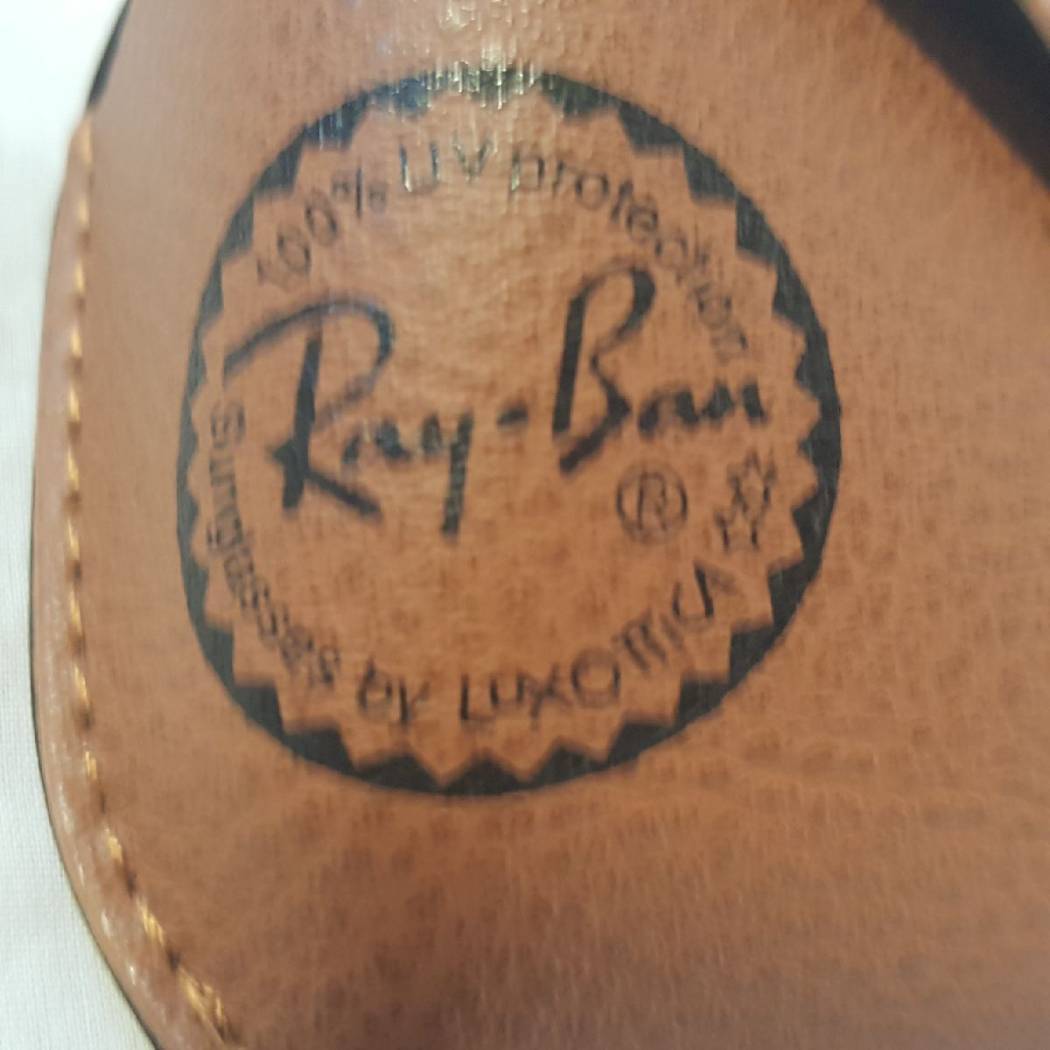 100% UV protection
Ray-Ban
®
Sunglasses by LUXOTTICA